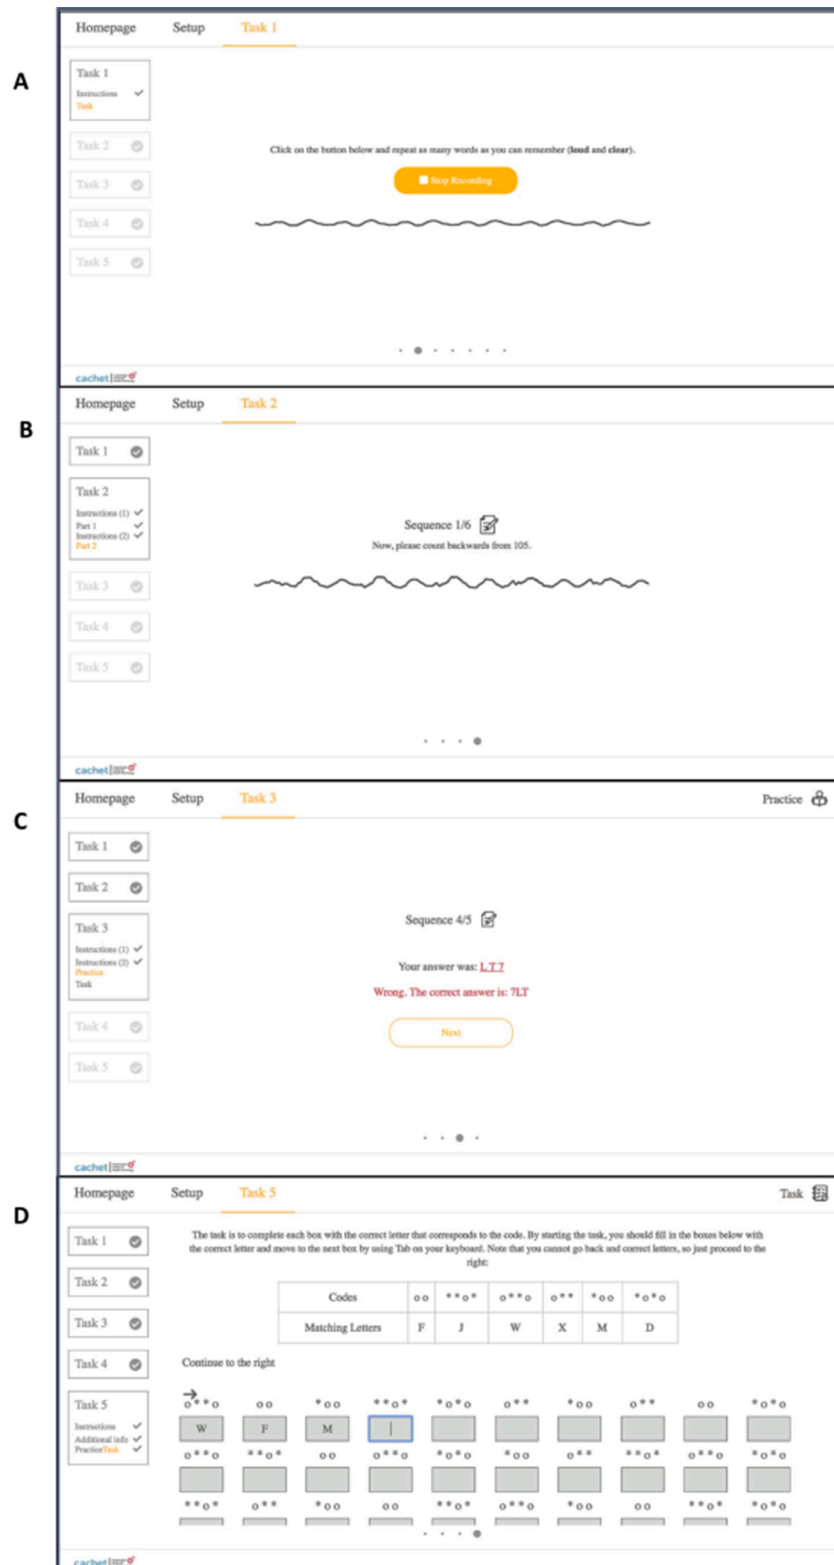 Homepage Setup Task 1
A
Task 1
Instructions
Task
Task 2
Task 3
Task 4
Task 5
Click on the button below and repeat as many words as you can remember (loud and clear).
Stop Recording
cachet
Homepage Setup Task 2
B
Task 1
Task 2
Instructions (1)
Part 1
Instructions (2)
Part 2
Task 3
Task 4
Task 5
Sequence 1/6
Now, please count backwards from 105.
cachet
Homepage Setup Task 3 Practice
C
Task 1
Task 2
Task 3
Instructions (1)
Instructions (2)
Practice
Task
Task 4
Task 5
Sequence 4/5
Your answer was: L T 7
Wrong. The correct answer is: 7LT
Next
cachet
Homepage Setup Task 5 Task
D
Task 1
Task 2
Task 3
Task 4
Task 5
Instructions
Additional info
PracticeTask
The task is to complete each box with the correct letter that corresponds to the code. By starting the task, you should fill in the boxes below with
the correct letter and move to the next box by using Tab on your keyboard. Note that you cannot go back and correct letters, so just proceed to the
right:
Codes o o * * o * o * * o o * * * o o * o * o
Matching Letters F J W X M D
Continue to the right
o * * o o o * o o * * o * * o * o o * * * o o o * * o o * o * o
W F M
o * * o * * o * o o o * * o * o * o * o o o * * * * o * o * * o * o * o
* * o * o * * * o o o o * * o * o * * o * o o o o * * o * * o * o
cachet